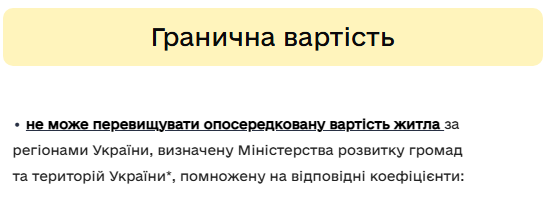 Гранична вартість
• не може перевищувати опосередковану вартість житла за
регіонами України, визначену Міністерства розвитку громад
та територій України*, помножену на відповідні коефіцієнти: